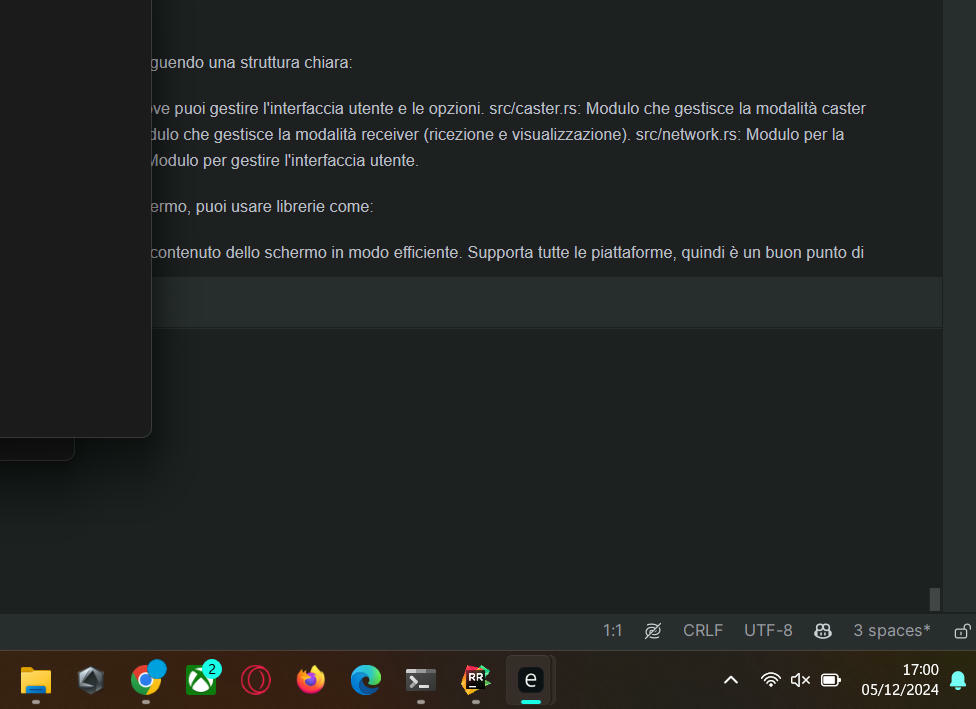 guendo una struttura chiara:
ve puoi gestire l'interfaccia utente e le opzioni. src/caster.rs: Modulo che gestisce la modalità caster
dulo che gestisce la modalità receiver (ricezione e visualizzazione). src/network.rs: Modulo per la
Modulo per gestire l'interfaccia utente.
ermo, puoi usare librerie come:
contenuto dello schermo in modo efficiente. Supporta tutte le piattaforme, quindi è un buon punto di
1:1 CRLF UTF-8 3 spaces*
2 RR e 17:00
05/12/2024